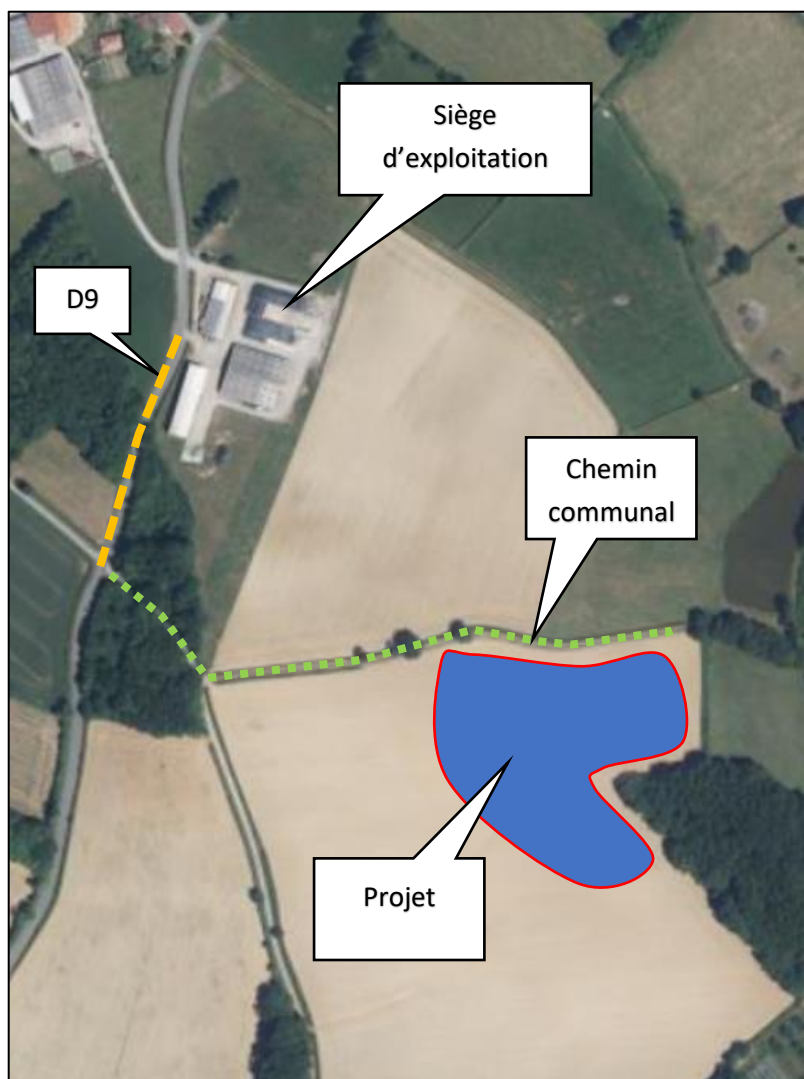 Siège
d’exploitation
D9
Chemin
communal
Projet